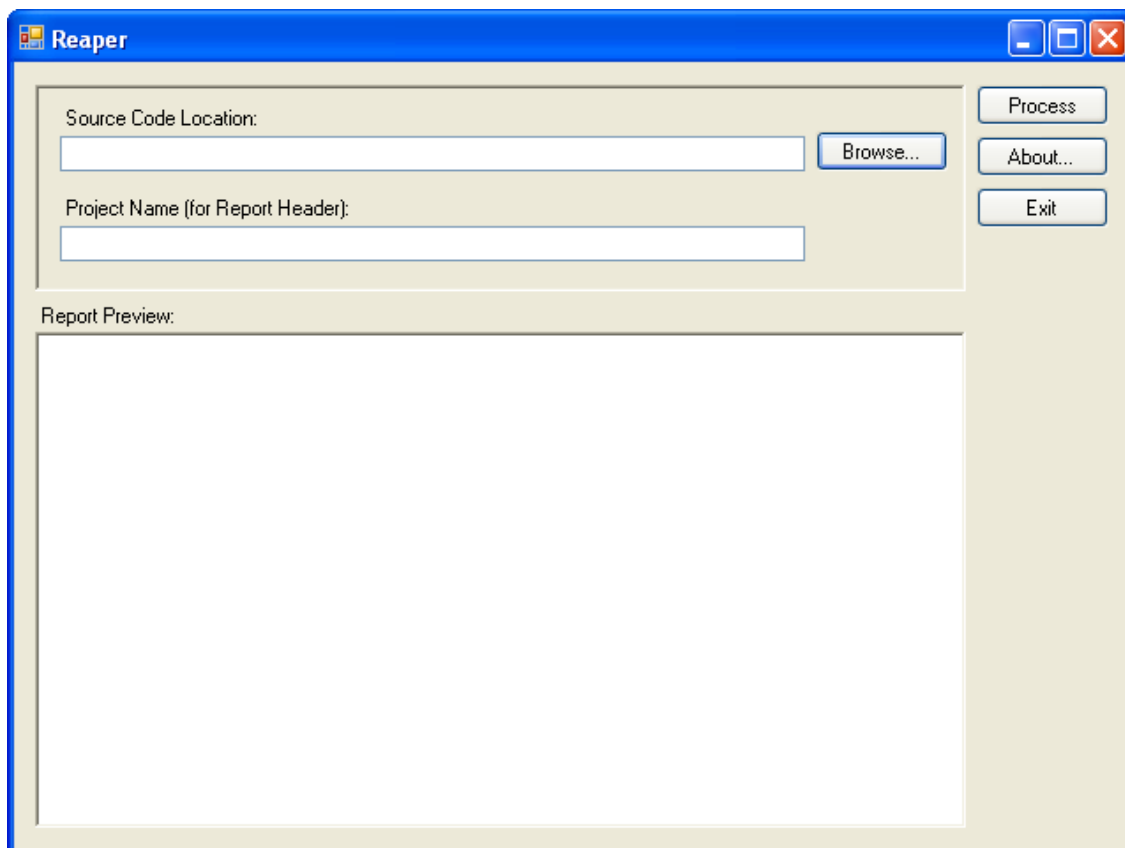 Reaper
Source Code Location:
Browse...
Project Name (for Report Header):
Process
About...
Exit
Report Preview: